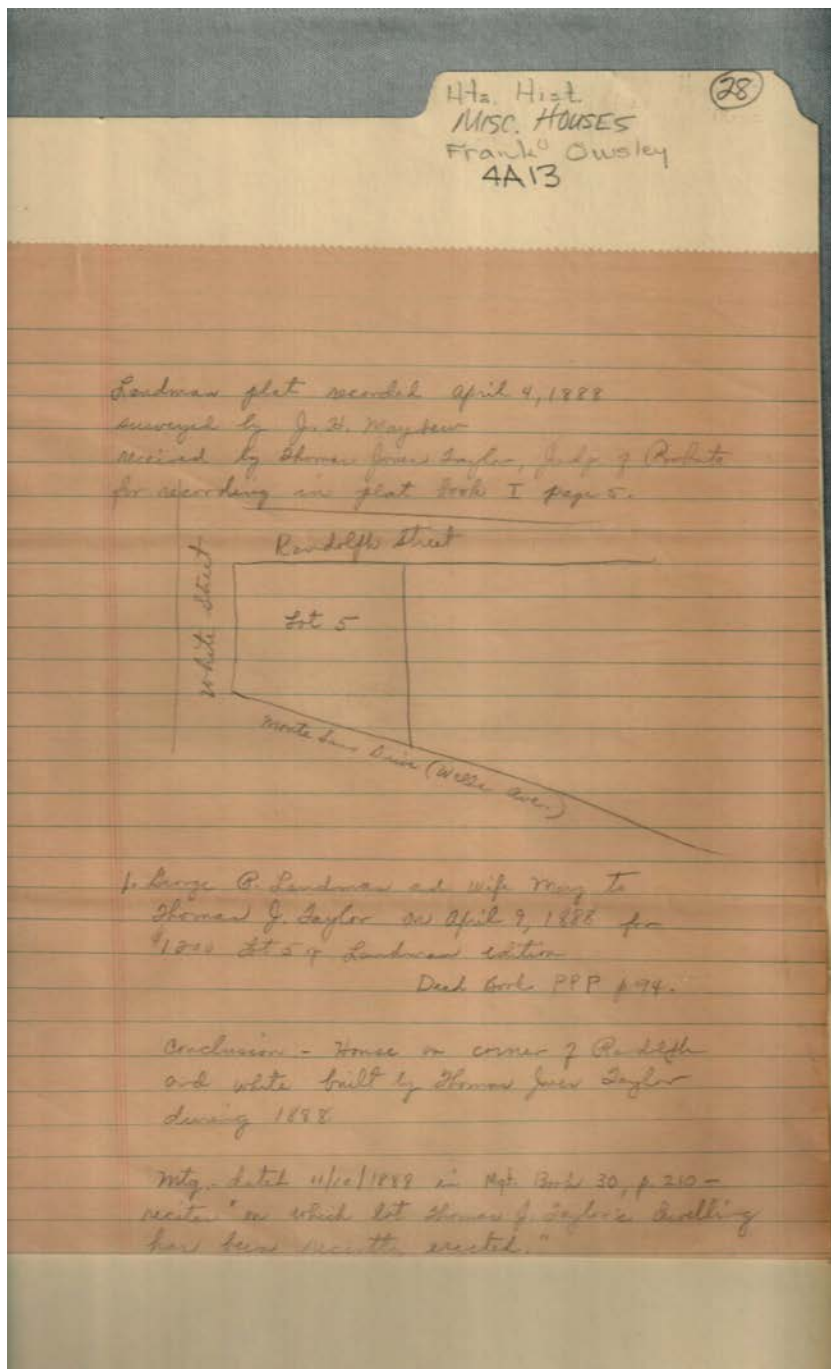 Hts. Hist.
28
MISC. HOUSES
Frank Owsley
4A13
Landman plat recorded April 4, 1888
surveyed by J. H. Mayhew
received by Thomas Jones Taylor, Judge of Probate
for recording in plat book I page 5.
Randolph Street
White Street
Lot 5
Monte Sano Drive (Wells Ave.)
1. George P. Landman and wife May to
Thomas J. Taylor on April 9, 1888 for
Lot 5 of Landman edition
Deed Book PPP p 94.
Conclusion - House on corner of Randolph
and White built by Thomas Jones Taylor
during 1888
Mtg. dated 11/10/1888 in Mgt. Book 30, p. 210 -
recites "on which lot Thomas J. Taylor's dwelling
has been recently erected."